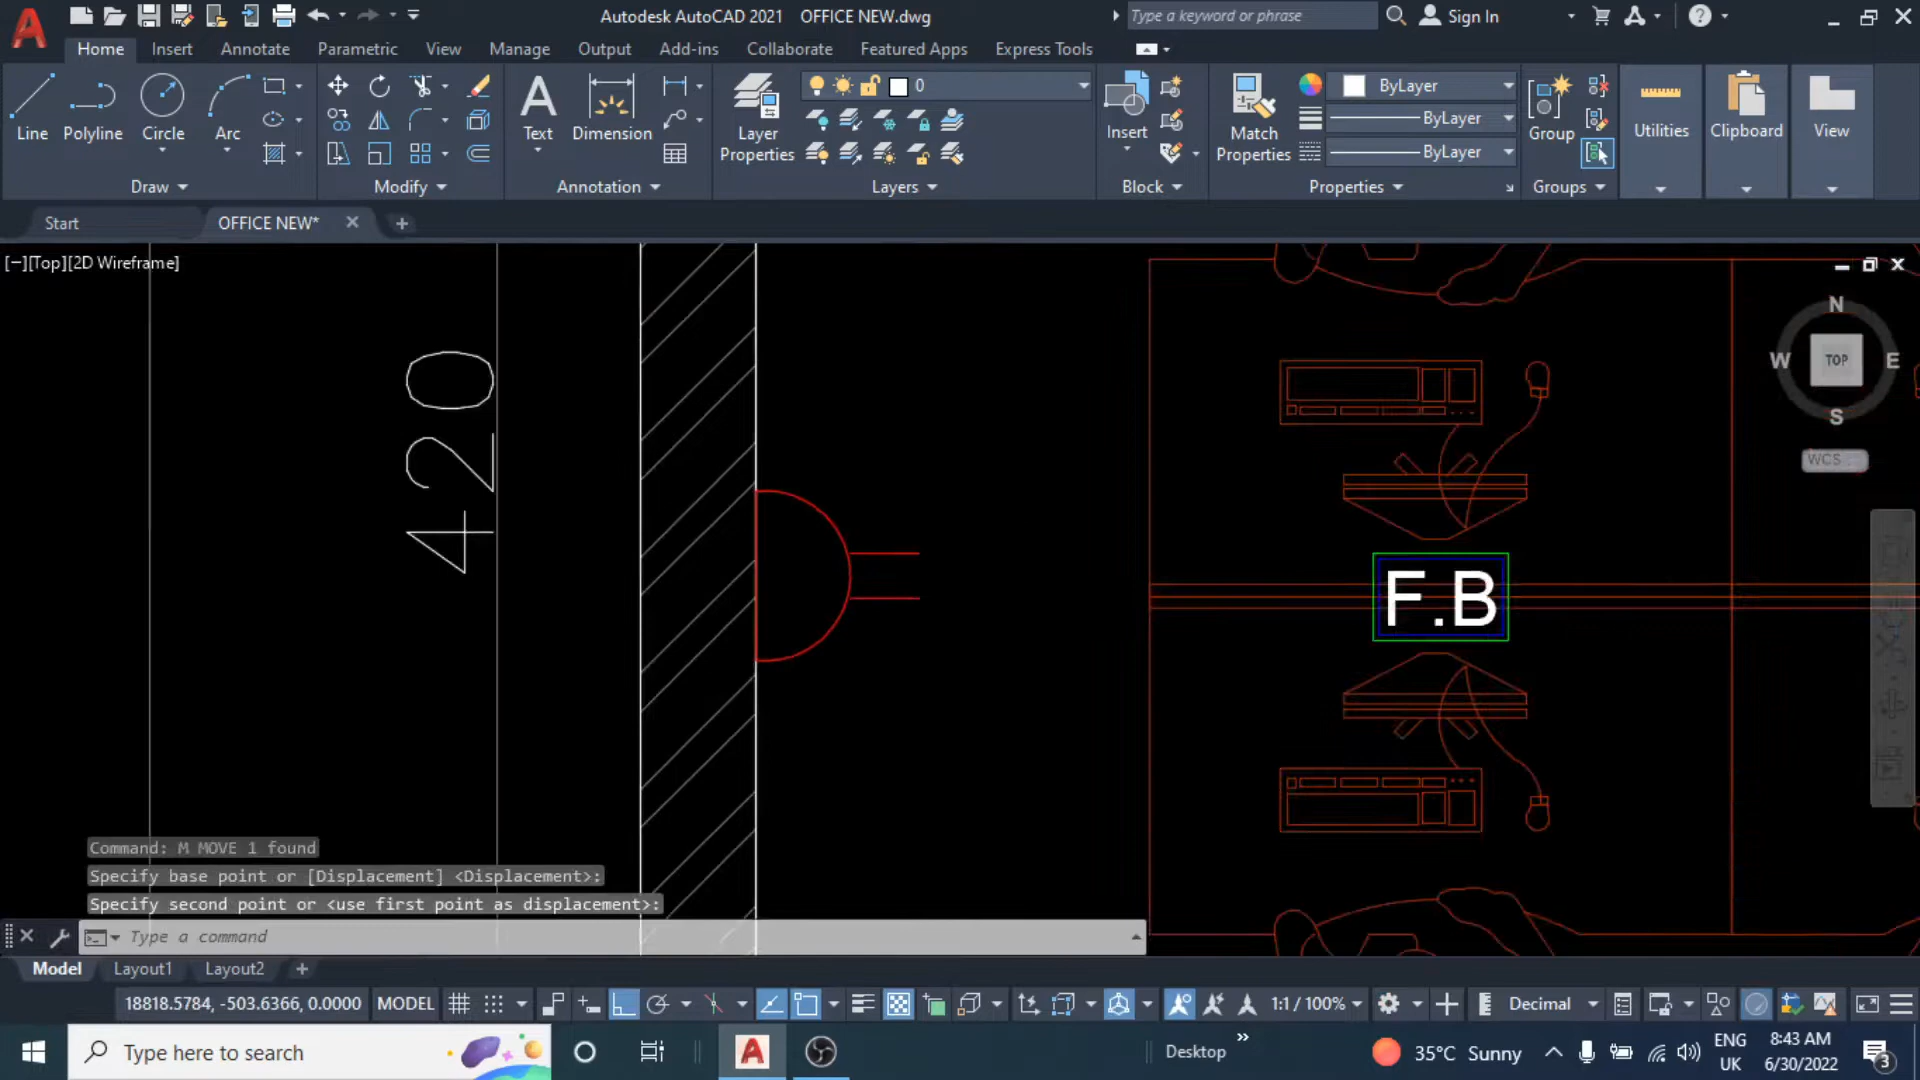 Autodesk AutoCAD 2021 OFFICE NEW.dwg
Type a keyword or phrase
Sign In
Home Insert Annotate Parametric View Manage Output Add-ins Collaborate Featured Apps Express Tools
0
ByLayer
ByLayer
ByLayer
Line Polyline Circle Arc
Text Dimension
Layer Properties
Insert
Match Properties
Group
Utilities
Clipboard
View
Draw Modify Annotation Layers Block Properties Groups
Start OFFICE NEW*
[−][Top][2D Wireframe]
N
W TOP E
S
WCS
420
F.B
Command: M MOVE 1 found
Specify base point or [Displacement] <Displacement>:
Specify second point or <use first point as displacement>:
Type a command
Model Layout1 Layout2
18818.5784, -503.6366, 0.0000 MODEL
1:1 / 100%
Decimal
Type here to search
Desktop
35°C Sunny
ENG
UK
8:43 AM
6/30/2022
3